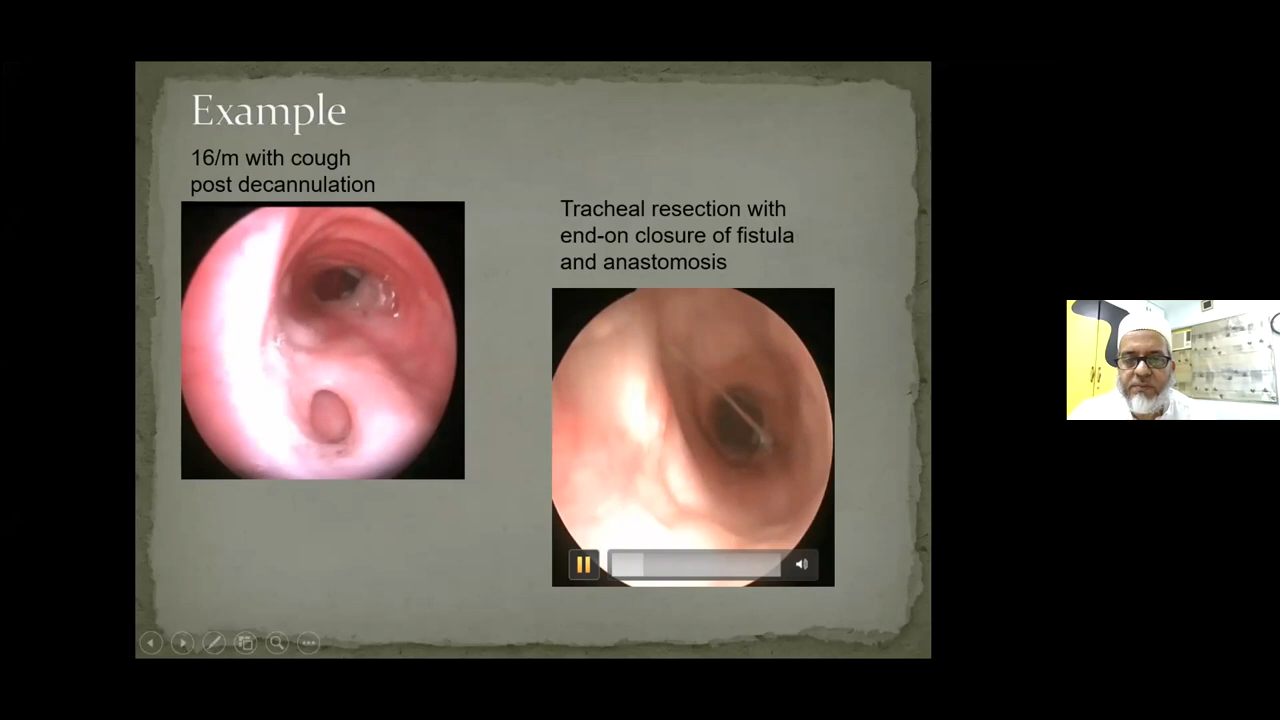 Example
16/m with cough
post decannulation
Tracheal resection with
end-on closure of fistula
and anastomosis